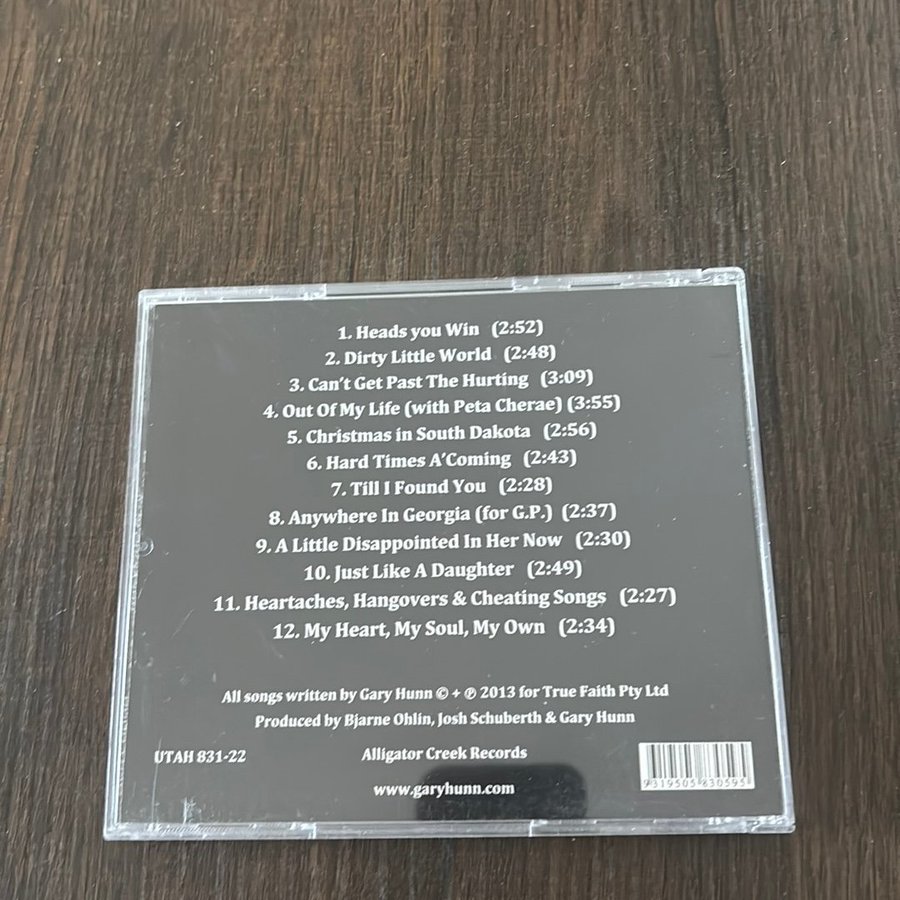 1. Heads you Win (2:52)
2. Dirty Little World (2:48)
3. Can't Get Past The Hurting (3:09)
4. Out Of My Life (with Peta Cherae) (3:55)
5. Christmas in South Dakota (2:56)
6. Hard Times A'Coming (2:43)
7. Till I Found You (2:28)
8. Anywhere In Georgia (for G.P.) (2:37)
9. A Little Disappointed In Her Now (2:30)
10. Just Like A Daughter (2:49)
11. Heartaches, Hangovers & Cheating Songs (2:27)
12. My Heart, My Soul, My Own (2:34)
All songs written by Gary Hunn © + ℗ 2013 for True Faith Pty Ltd
Produced by Bjarne Ohlin, Josh Schuberth & Gary Hunn
UTAH 831-22
Alligator Creek Records
9319505 830595
www.garyhunn.com